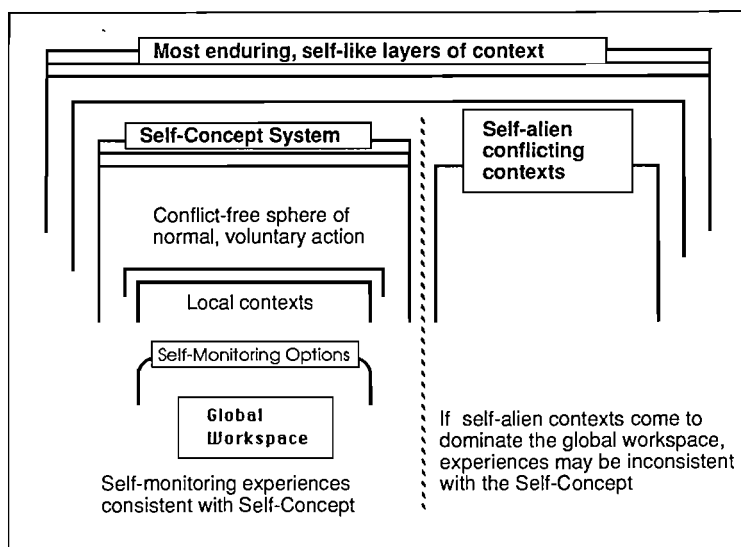 Most enduring, self-like layers of context
Self-Concept System
Conflict-free sphere of
normal, voluntary action
Local contexts
Self-Monitoring Options
Global
Workspace
Self-monitoring experiences
consistent with Self-Concept
Self-alien
conflicting
contexts
If self-alien contexts come to
dominate the global workspace,
experiences may be inconsistent
with the Self-Concept